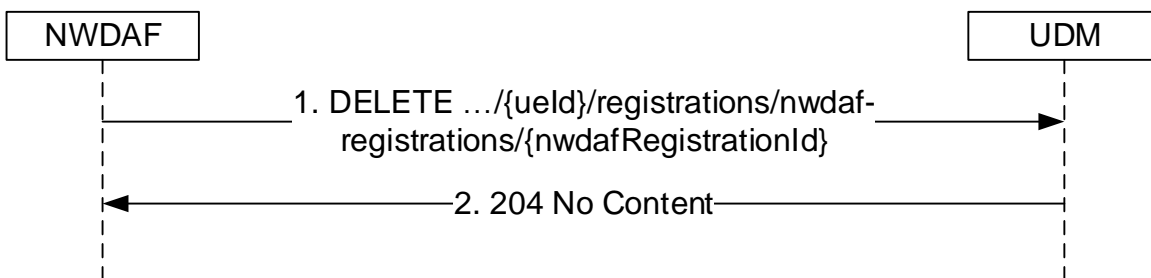 NWDAF
UDM
1. DELETE …/{ueId}/registrations/nwdaf-
registrations/{nwdafRegistrationId}
2. 204 No Content